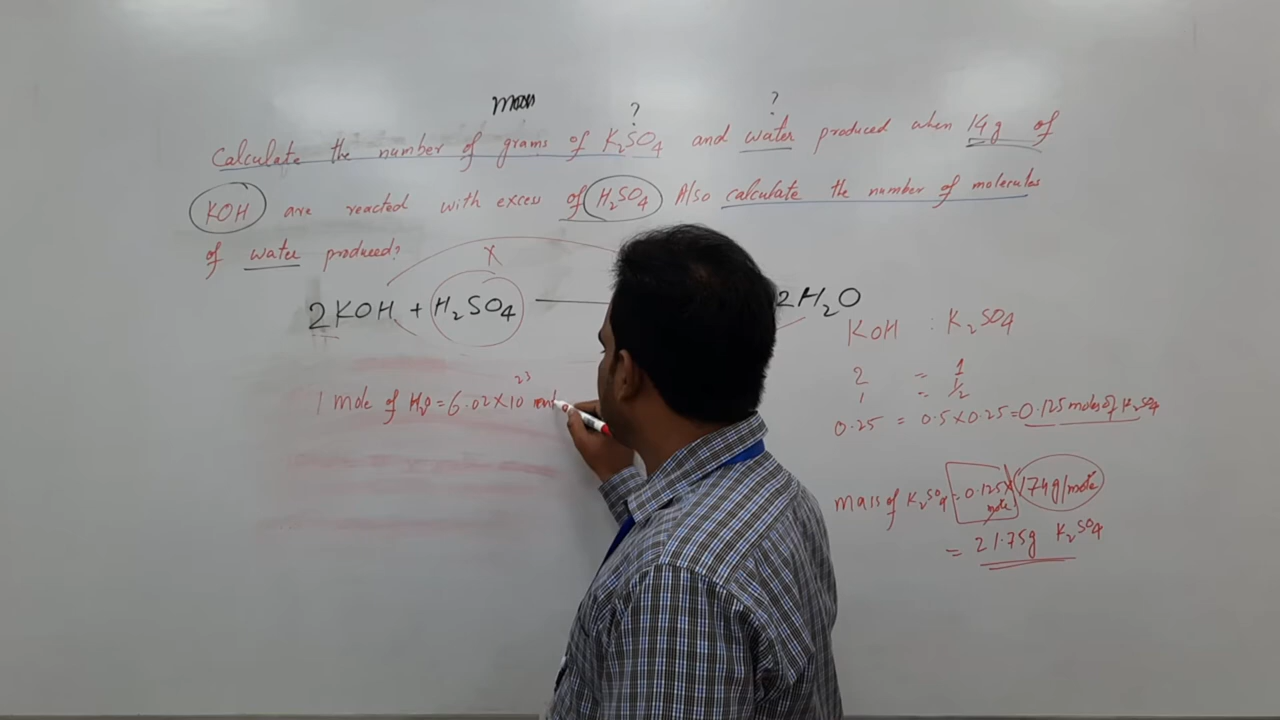 mass
? ?
Calculate the number of grams of K₂SO₄ and water produced when 14g of
KOH are reacted with excess of H₂SO₄ Also calculate the number of molecules
of water produced?
X
2KOH + H₂SO₄ 2H₂O
KOH : K₂SO₄
2 = 1
1 = 1/2
0.25 = 0.5×0.25=0.125 moles of K₂SO₄
1 mole of H₂O=6.02×10²³
mass of K₂SO₄=0.125× 174g/mole
mole
= 21.75g K₂SO₄